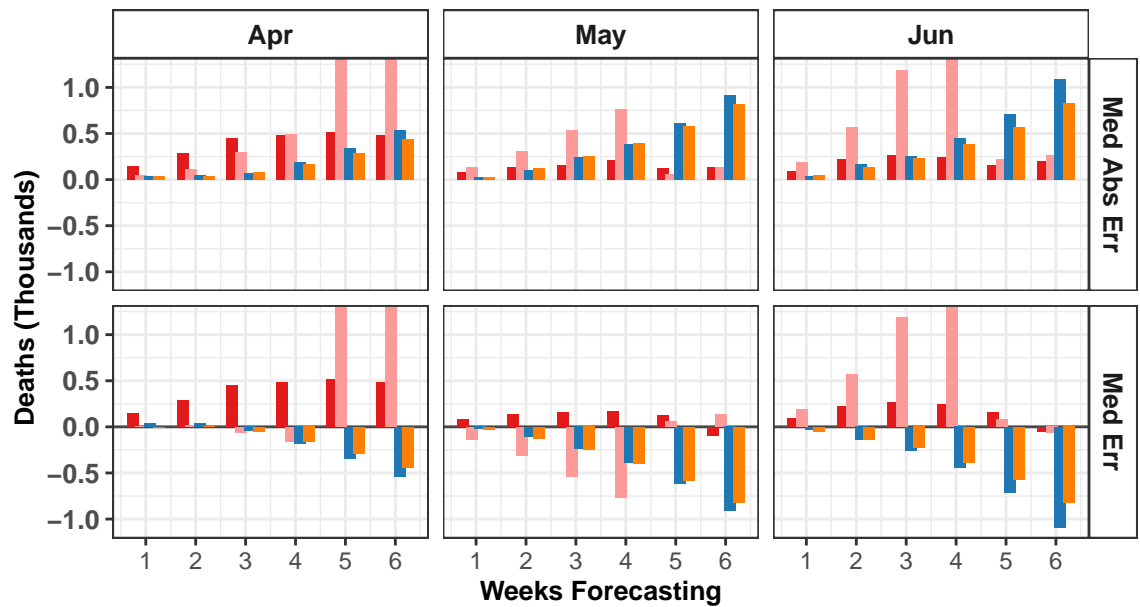 Apr May Jun
Deaths (Thousands)
1.0
0.5
0.0
−0.5
−1.0
Med Abs Err
1.0
0.5
0.0
−0.5
−1.0
Med Err
1 2 3 4 5 6 1 2 3 4 5 6 1 2 3 4 5 6
Weeks Forecasting